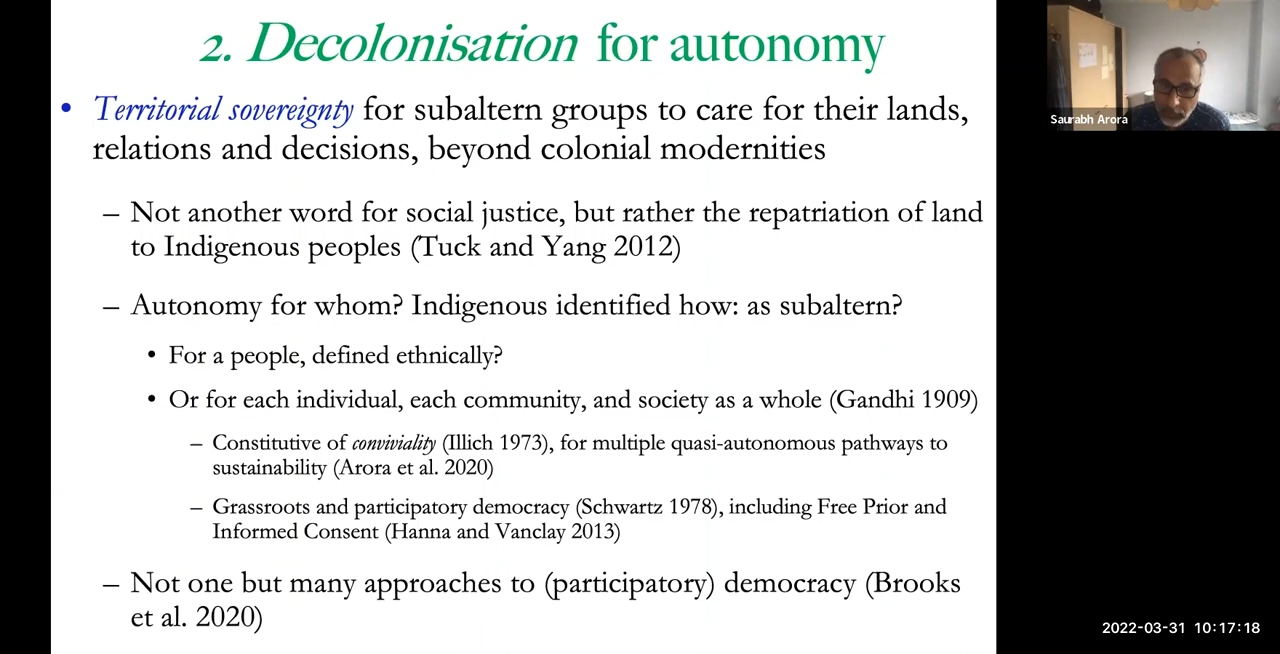 2. Decolonisation for autonomy
• Territorial sovereignty for subaltern groups to care for their lands,
relations and decisions, beyond colonial modernities
– Not another word for social justice, but rather the repatriation of land
to Indigenous peoples (Tuck and Yang 2012)
– Autonomy for whom? Indigenous identified how: as subaltern?
• For a people, defined ethnically?
• Or for each individual, each community, and society as a whole (Gandhi 1909)
– Constitutive of conviviality (Illich 1973), for multiple quasi-autonomous pathways to
sustainability (Arora et al. 2020)
– Grassroots and participatory democracy (Schwartz 1978), including Free Prior and
Informed Consent (Hanna and Vanclay 2013)
– Not one but many approaches to (participatory) democracy (Brooks
et al. 2020)
Saurabh Arora
2022-03-31 10:17:18